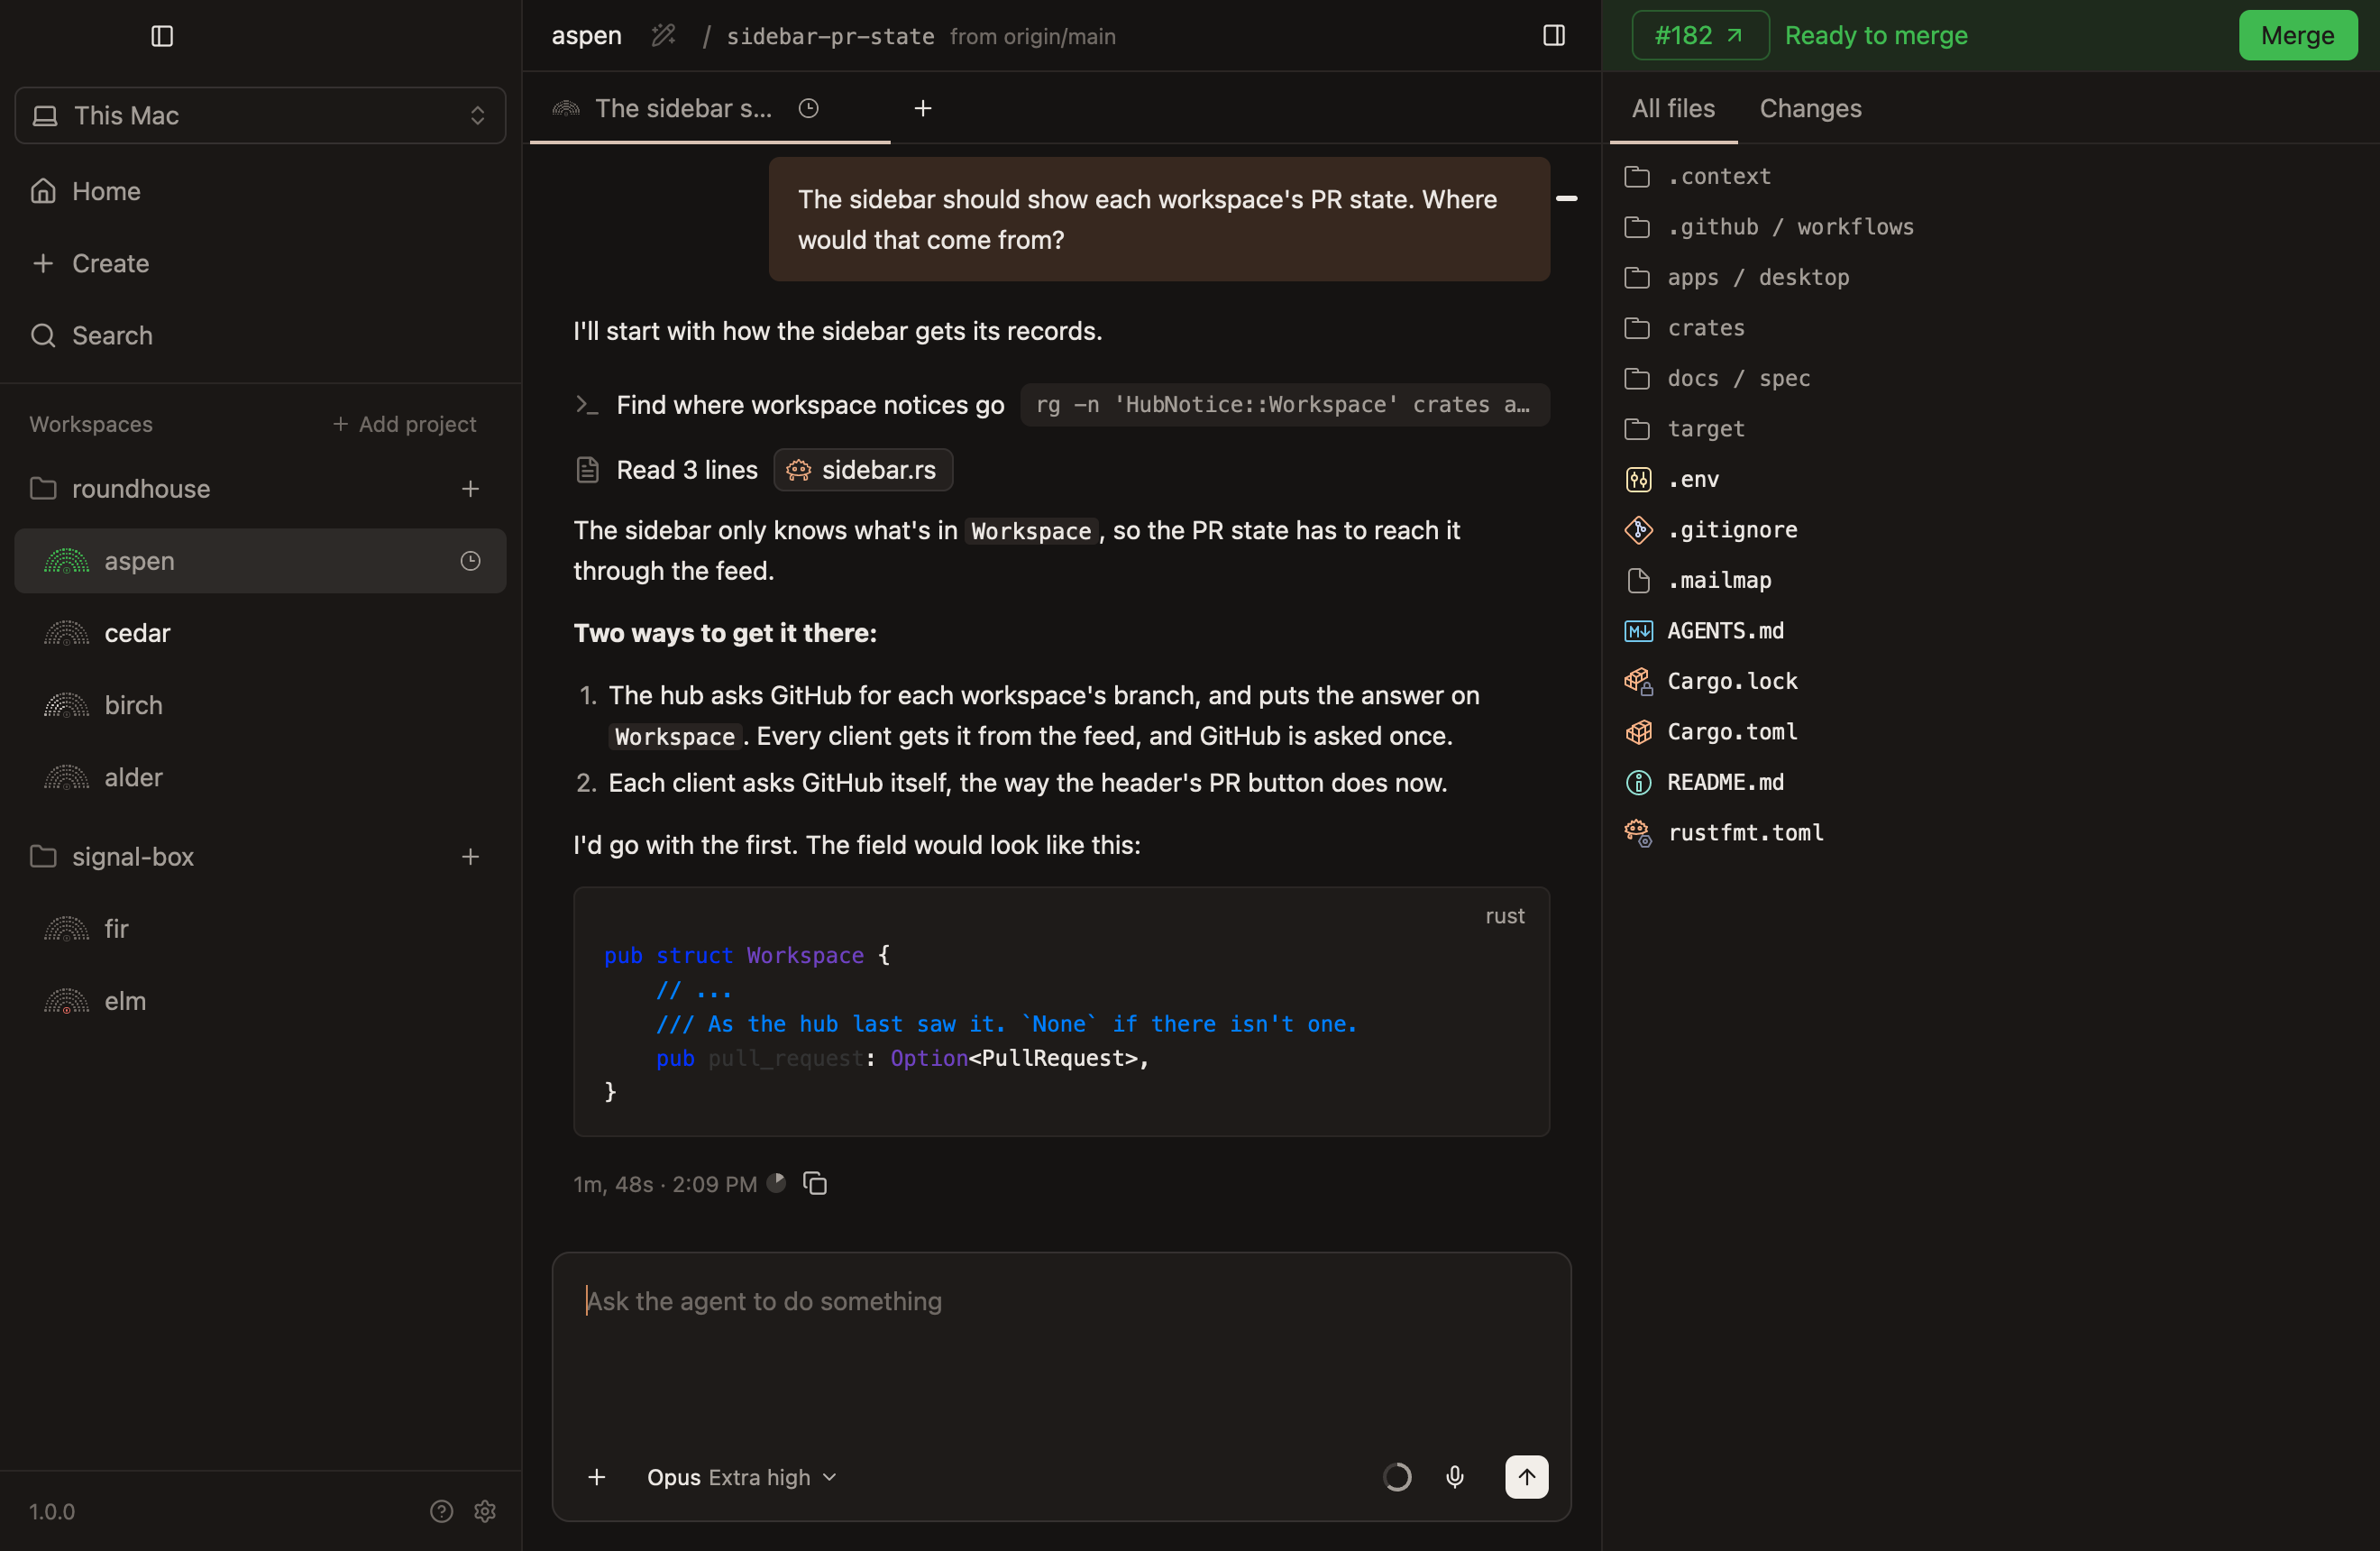 This Mac
Home
Create
Search
Workspaces
+ Add project
roundhouse
aspen
cedar
birch
alder
signal-box
fir
elm
1.0.0
aspen / sidebar-pr-state from origin/main
The sidebar s...
The sidebar should show each workspace's PR state. Where
would that come from?
I'll start with how the sidebar gets its records.
Find where workspace notices go rg -n 'HubNotice::Workspace' crates a…
Read 3 lines sidebar.rs
The sidebar only knows what's in Workspace, so the PR state has to reach it
through the feed.
Two ways to get it there:
1. The hub asks GitHub for each workspace's branch, and puts the answer on
Workspace. Every client gets it from the feed, and GitHub is asked once.
2. Each client asks GitHub itself, the way the header's PR button does now.
I'd go with the first. The field would look like this:
rust
pub struct Workspace {
    // ...
    /// As the hub last saw it. `None` if there isn't one.
    pub pull_request: Option<PullRequest>,
}
1m, 48s · 2:09 PM
Ask the agent to do something
Opus Extra high
#182 Ready to merge
Merge
All files
Changes
.context
.github / workflows
apps / desktop
crates
docs / spec
target
.env
.gitignore
.mailmap
AGENTS.md
Cargo.lock
Cargo.toml
README.md
rustfmt.toml